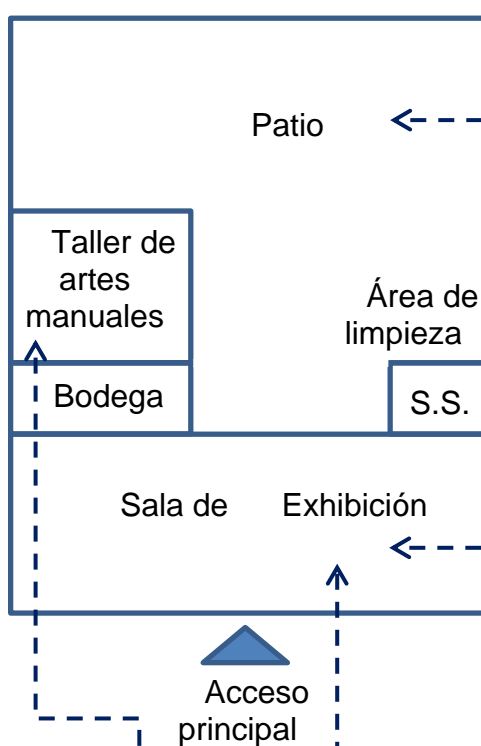 Patio
Taller de
artes
manuales
Área de
limpieza
Bodega
S.S.
Sala de Exhibición
Acceso
principal